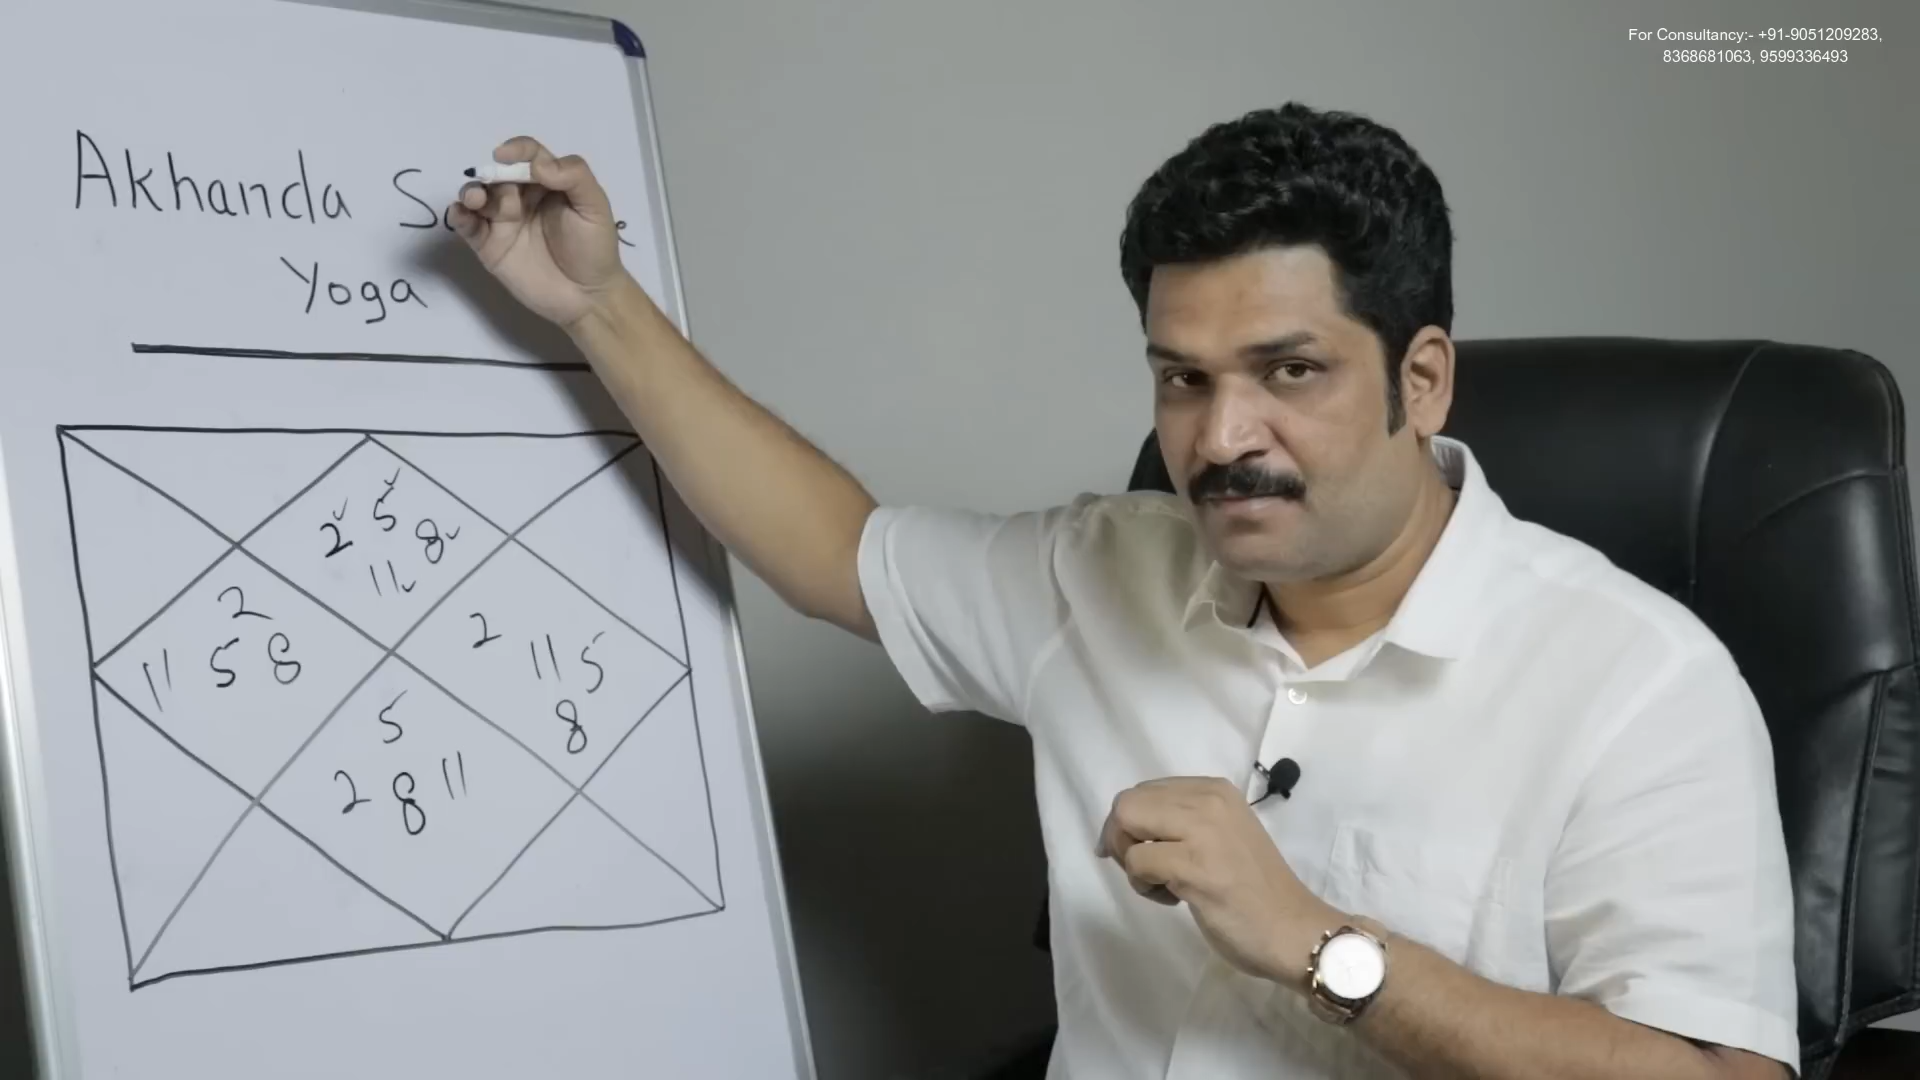 For Consultancy:- +91-9051209283,
8368681063, 9599336493
Akhanda
Yoga
2 5 8
11
2
11 5 8
2
11 5
8
5
2 8 11